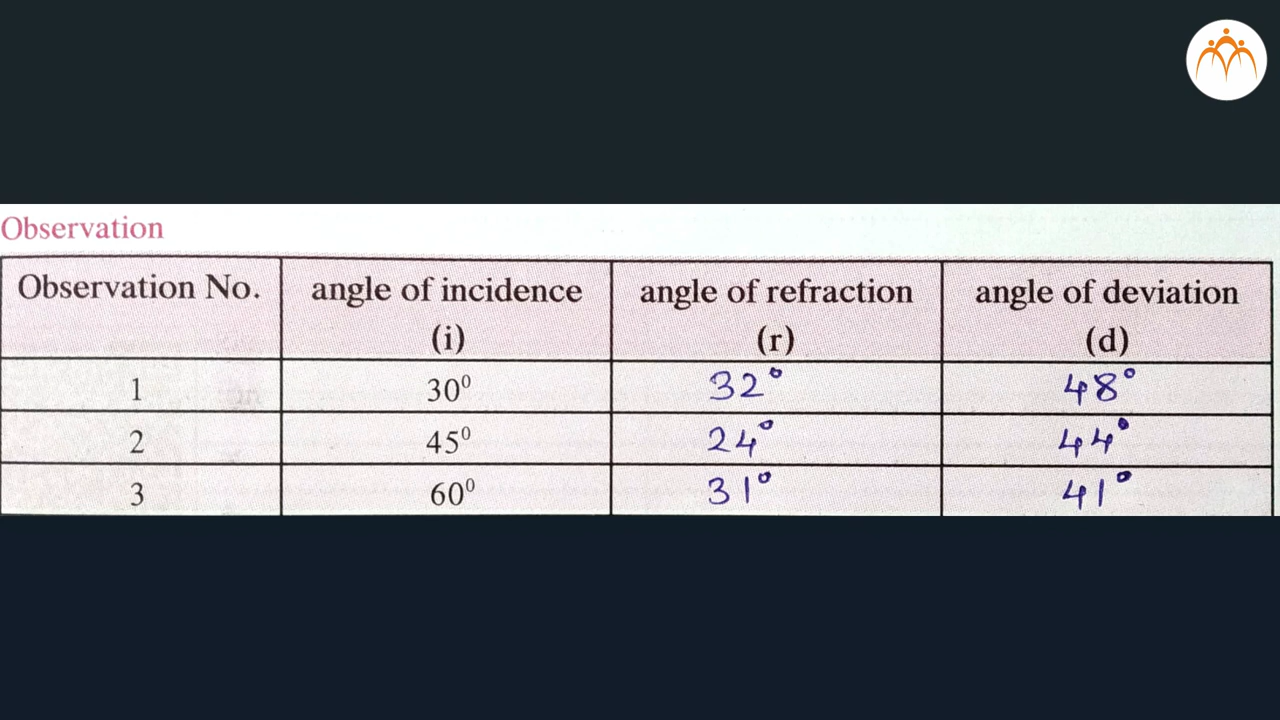 Observation
Observation No. angle of incidence (i) angle of refraction (r) angle of deviation (d)
1 30⁰ 32° 48°
2 45⁰ 24° 44°
3 60⁰ 31° 41°